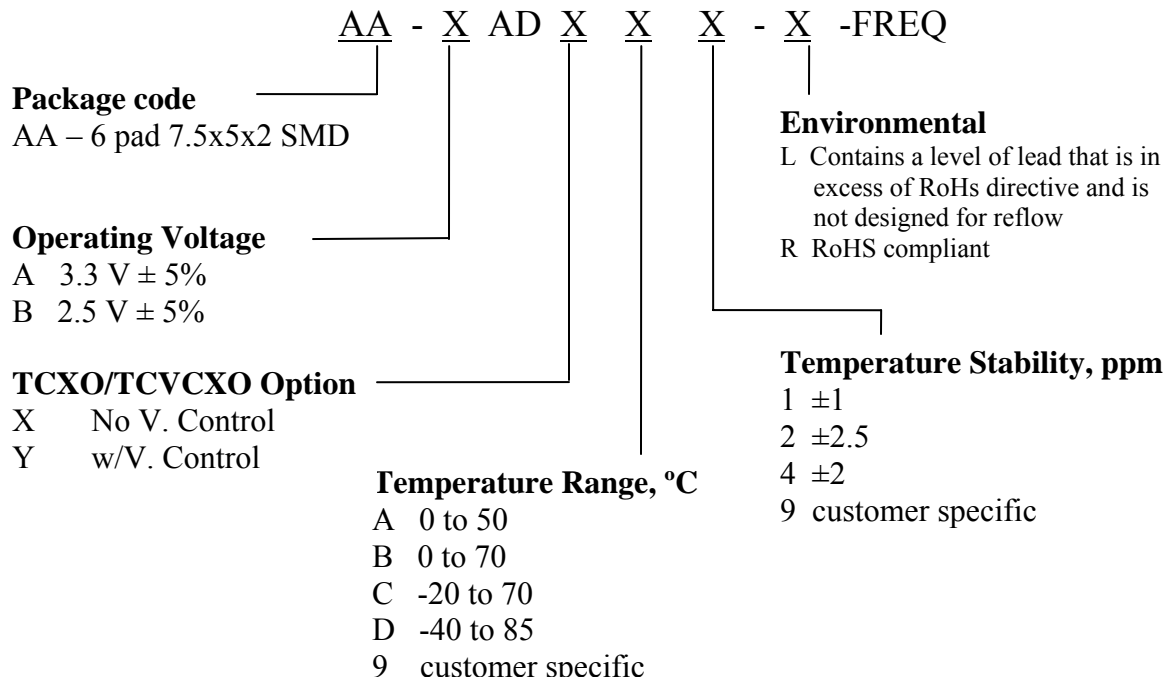 AA - X AD X X X - X -FREQ
Package code
AA – 6 pad 7.5x5x2 SMD
Operating Voltage
A 3.3 V ± 5%
B 2.5 V ± 5%
TCXO/TCVCXO Option
X No V. Control
Y w/V. Control
Temperature Range, ºC
A 0 to 50
B 0 to 70
C -20 to 70
D -40 to 85
9 customer specific
Environmental
L Contains a level of lead that is in
excess of RoHs directive and is
not designed for reflow
R RoHS compliant
Temperature Stability, ppm
1 ±1
2 ±2.5
4 ±2
9 customer specific